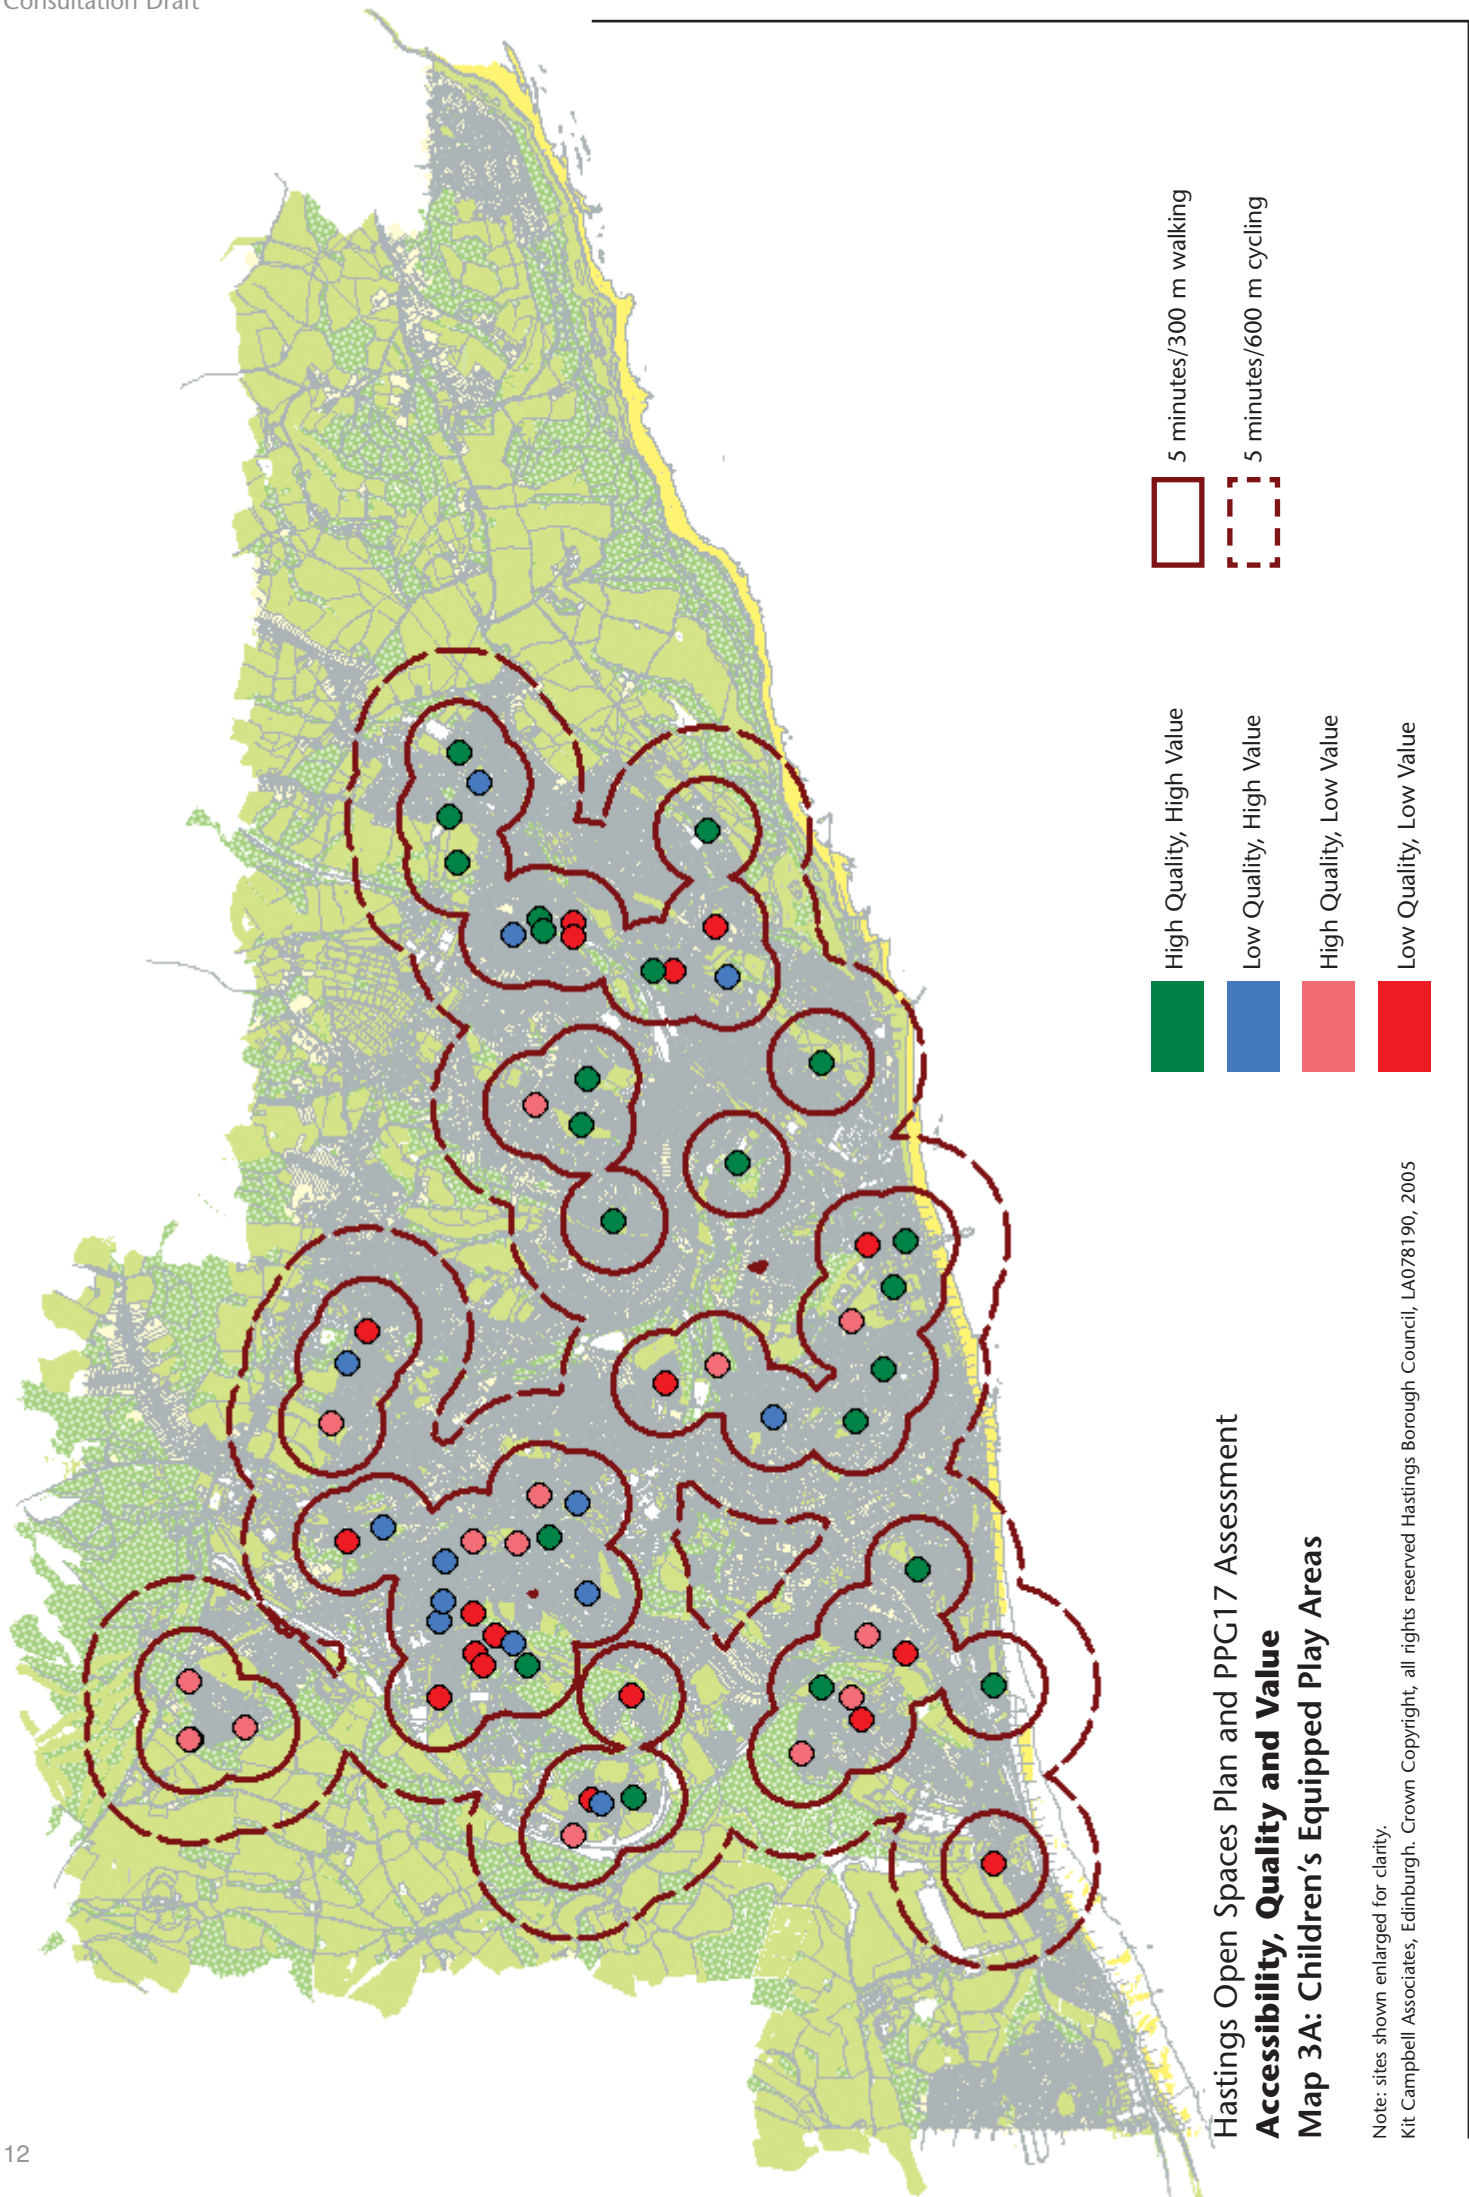 Consultation Draft
12
Hastings Open Spaces Plan and PPG17 Assessment
Accessibility, Quality and Value
Map 3A: Children's Equipped Play Areas
Note: sites shown enlarged for clarity.
Kit Campbell Associates, Edinburgh. Crown Copyright, all rights reserved Hastings Borough Council, LA078190, 2005
High Quality, High Value
Low Quality, High Value
High Quality, Low Value
Low Quality, Low Value
5 minutes/300 m walking
5 minutes/600 m cycling